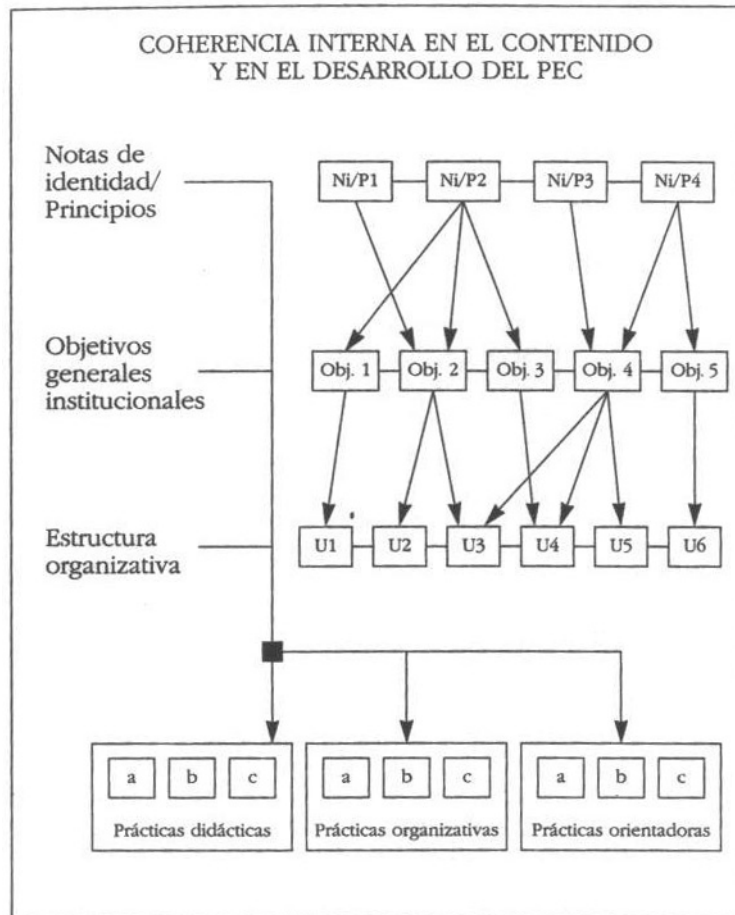 COHERENCIA INTERNA EN EL CONTENIDO
Y EN EL DESARROLLO DEL PEC
Notas de
identidad/
Principios
Ni/P1 Ni/P2 Ni/P3 Ni/P4
Objetivos
generales
institucionales
Obj. 1 Obj. 2 Obj. 3 Obj. 4 Obj. 5
Estructura
organizativa
U1 U2 U3 U4 U5 U6
a b c
Prácticas didácticas
a b c
Prácticas organizativas
a b c
Prácticas orientadoras